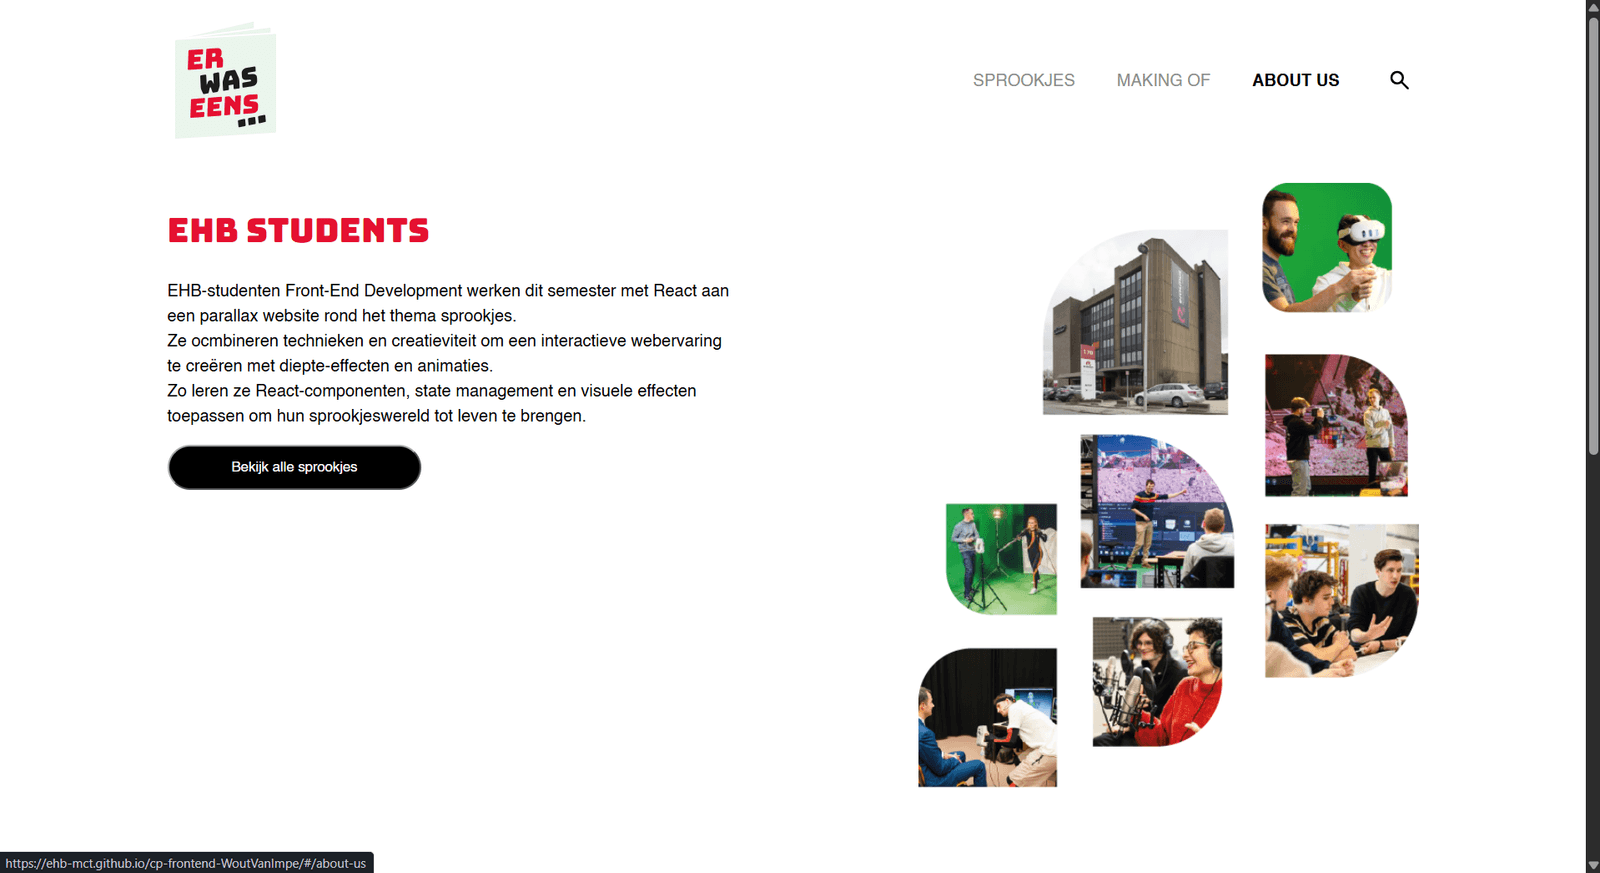 ER
WAS
EENS
...
SPROOKJES
MAKING OF
ABOUT US
EHB STUDENTS
EHB-studenten Front-End Development werken dit semester met React aan
een parallax website rond het thema sprookjes.
Ze ocmbineren technieken en creatieviteit om een interactieve webervaring
te creëren met diepte-effecten en animaties.
Zo leren ze React-componenten, state management en visuele effecten
toepassen om hun sprookjeswereld tot leven te brengen.
Bekijk alle sprookjes
https://ehb-mct.github.io/cp-frontend-WoutVanImpe/#/about-us